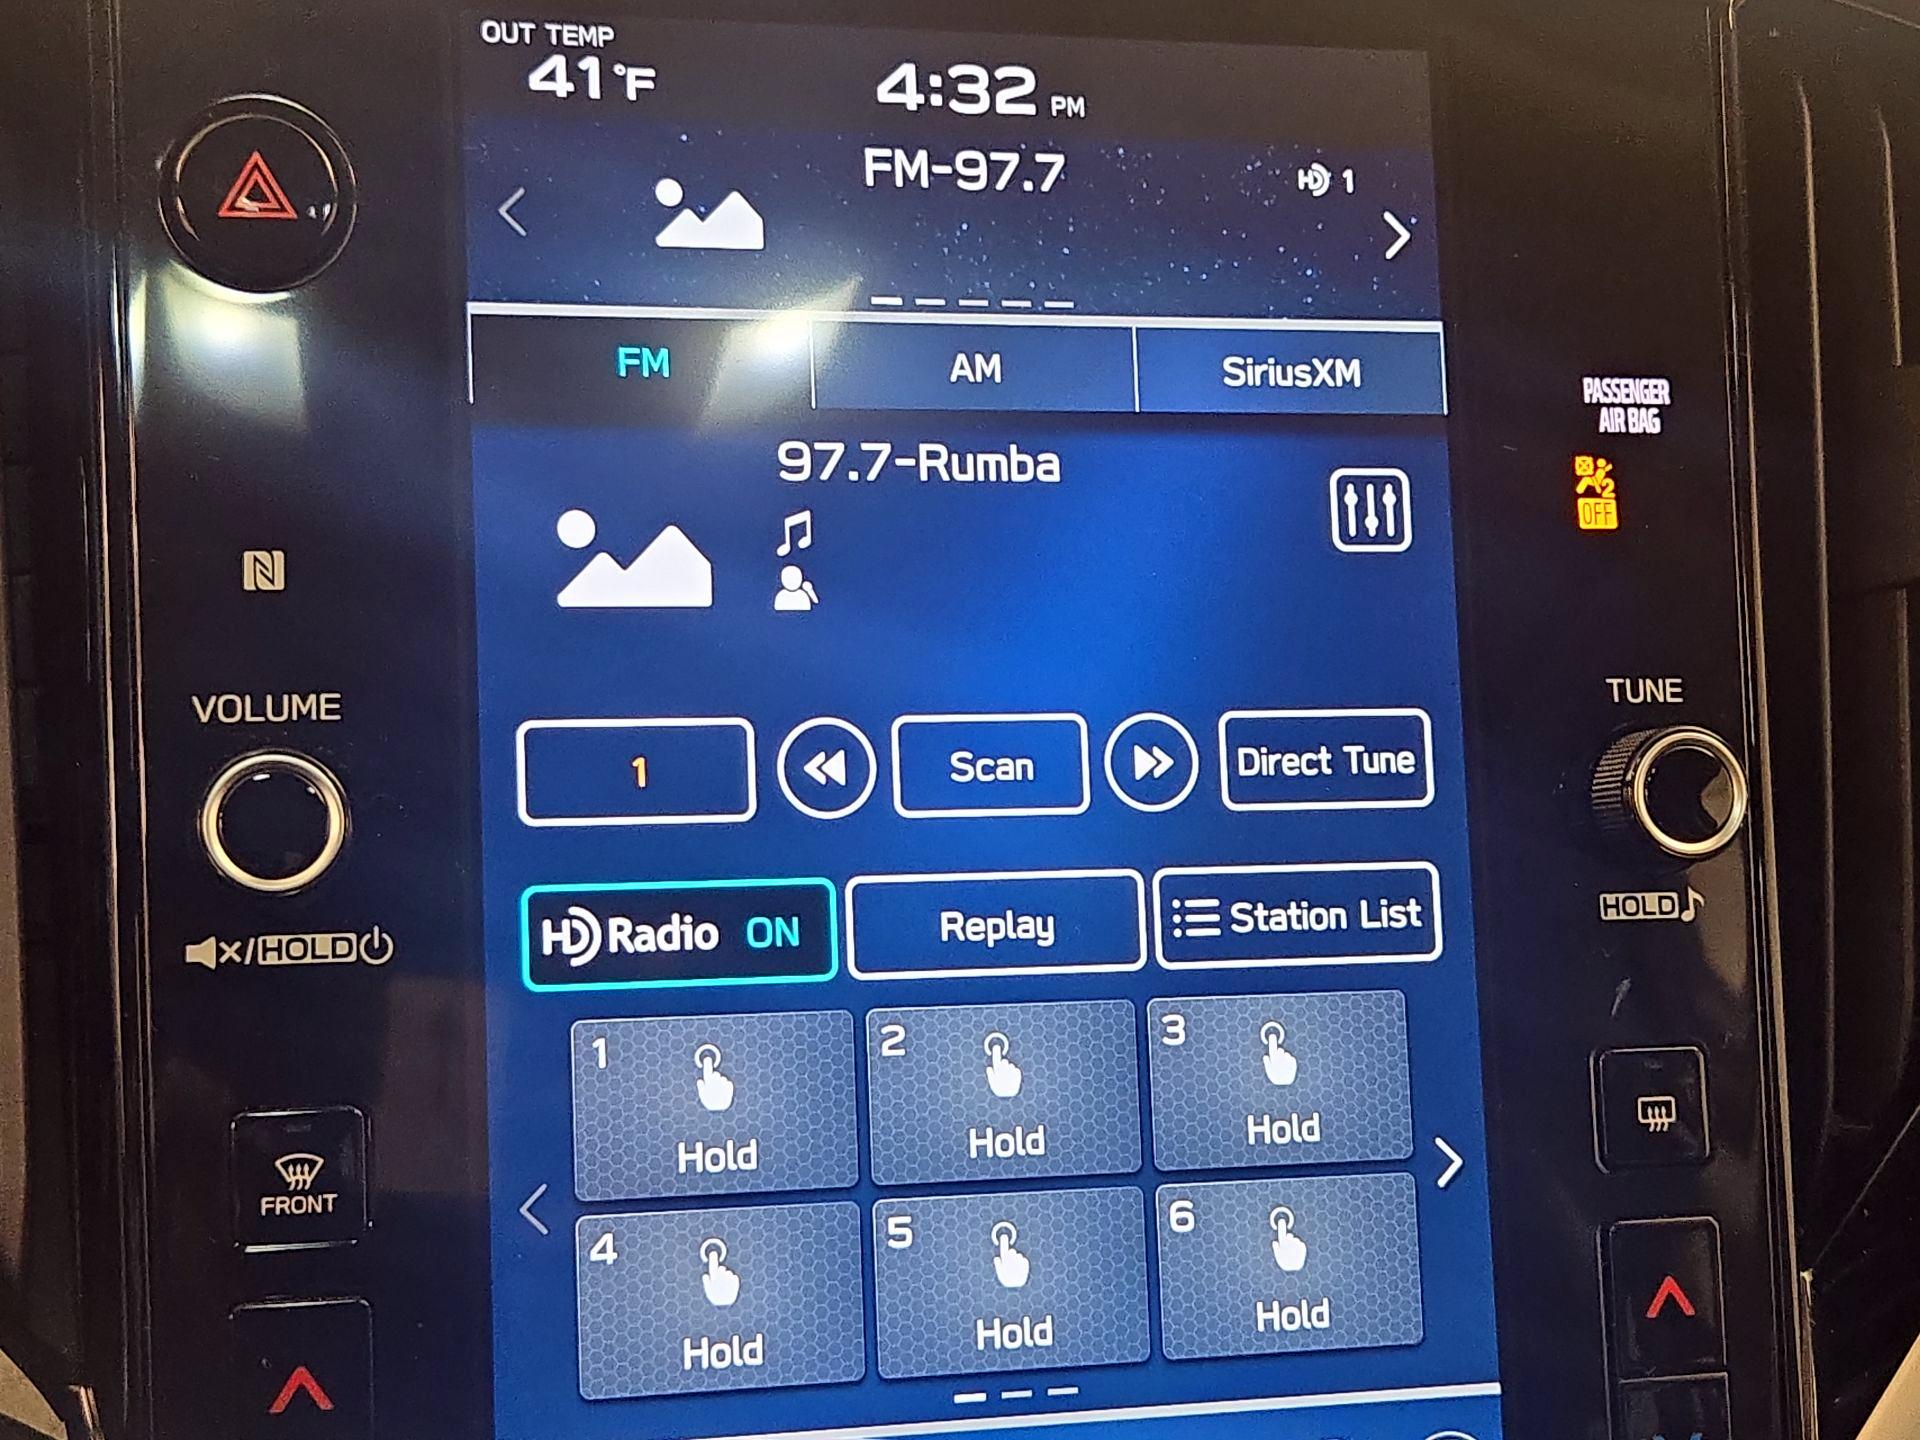 OUT TEMP
41°F
4:32 PM
FM-97.7
HD 1
FM
AM
SiriusXM
97.7-Rumba
PASSENGER
AIR BAG
2
OFF
VOLUME
TUNE
1
Scan
Direct Tune
HD Radio ON
Replay
Station List
/HOLD
HOLD
1
Hold
2
Hold
3
Hold
4
Hold
5
Hold
6
Hold
FRONT